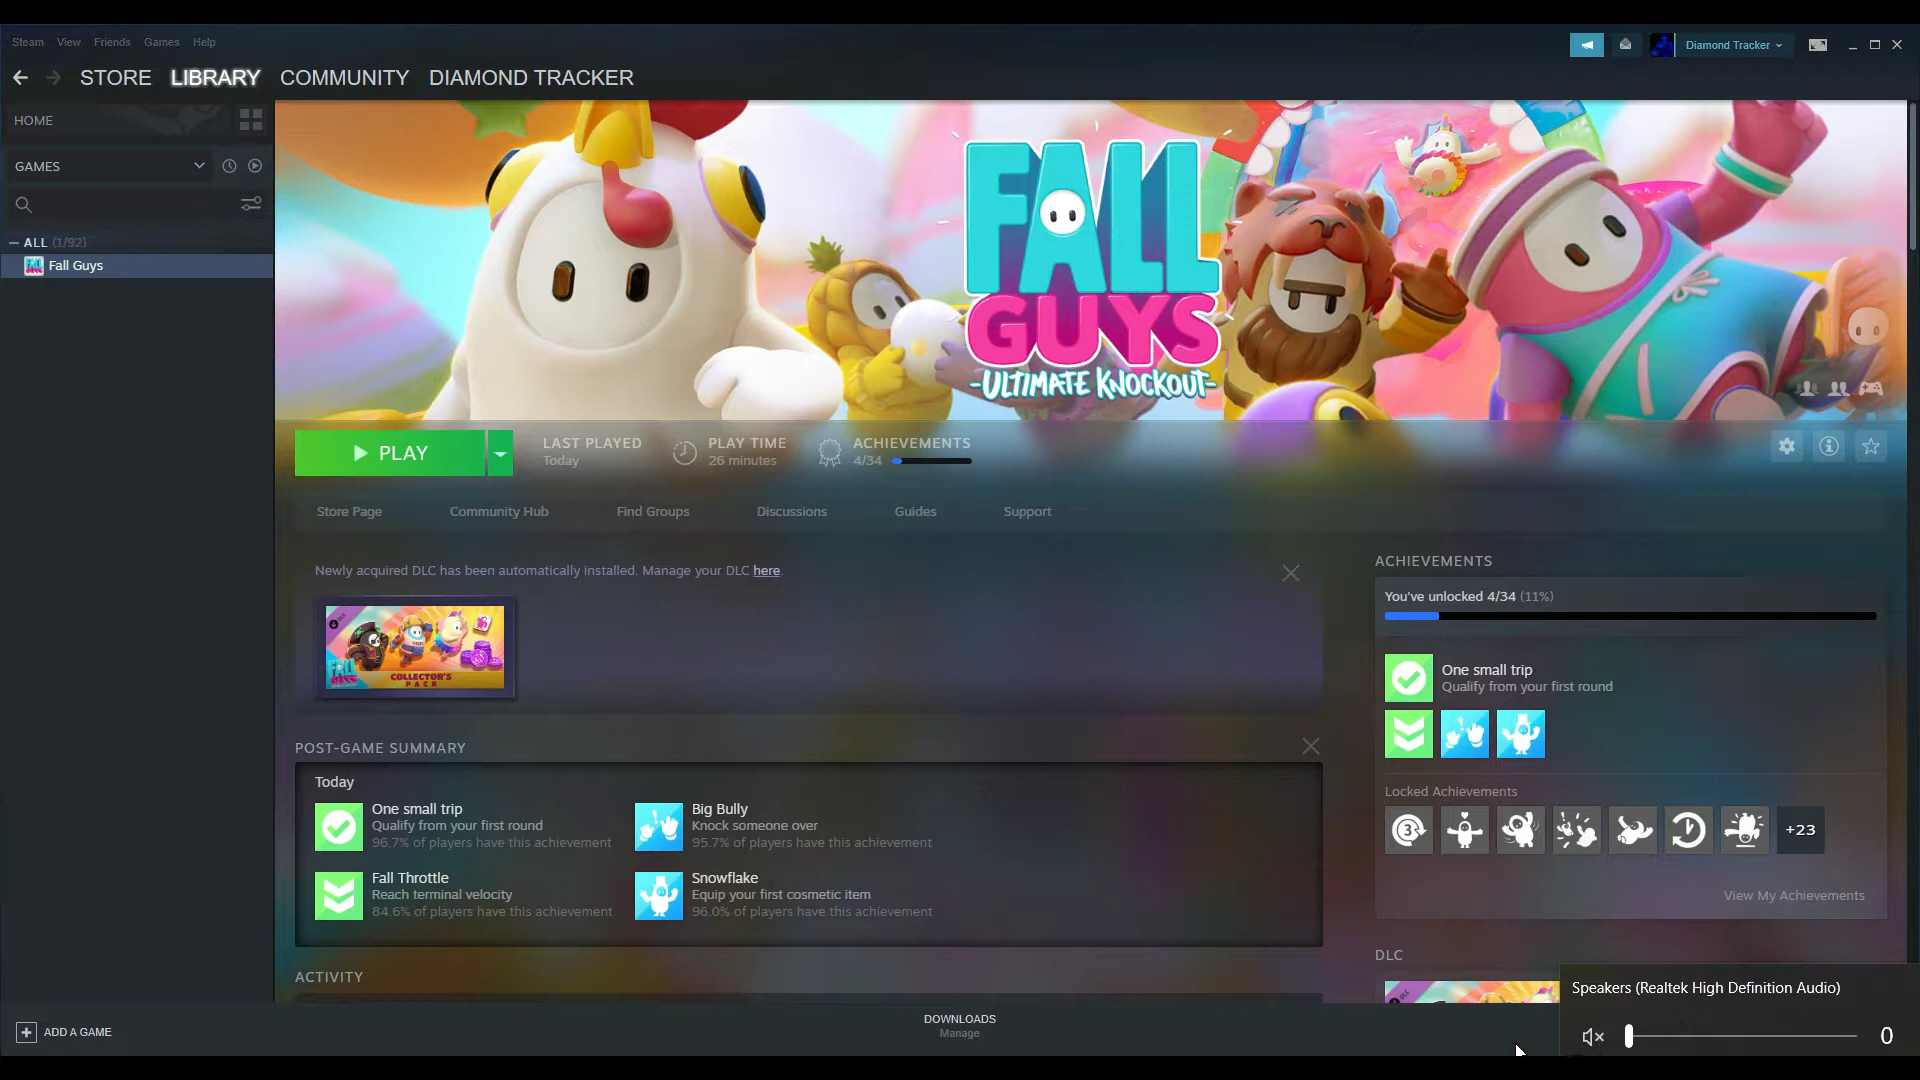 Steam View Friends Games Help
Diamond Tracker
STORE LIBRARY COMMUNITY DIAMOND TRACKER
HOME
GAMES
ALL (1/92)
FALL GUYS
Fall Guys
FALL
GUYS
-ULTIMATE KNOCKOUT-
PLAY
LAST PLAYED
Today
PLAY TIME
26 minutes
ACHIEVEMENTS
4/34
Store Page Community Hub Find Groups Discussions Guides Support
Newly acquired DLC has been automatically installed. Manage your DLC here.
DLC
FALL GUYS
COLLECTOR'S
PACK
POST-GAME SUMMARY
Today
One small trip
Qualify from your first round
96.7% of players have this achievement
Big Bully
Knock someone over
95.7% of players have this achievement
Fall Throttle
Reach terminal velocity
84.6% of players have this achievement
Snowflake
Equip your first cosmetic item
96.0% of players have this achievement
ACTIVITY
ACHIEVEMENTS
You've unlocked 4/34 (11%)
One small trip
Qualify from your first round
Locked Achievements
3
+23
View My Achievements
DLC
DLC
Speakers (Realtek High Definition Audio)
0
ADD A GAME
DOWNLOADS
Manage